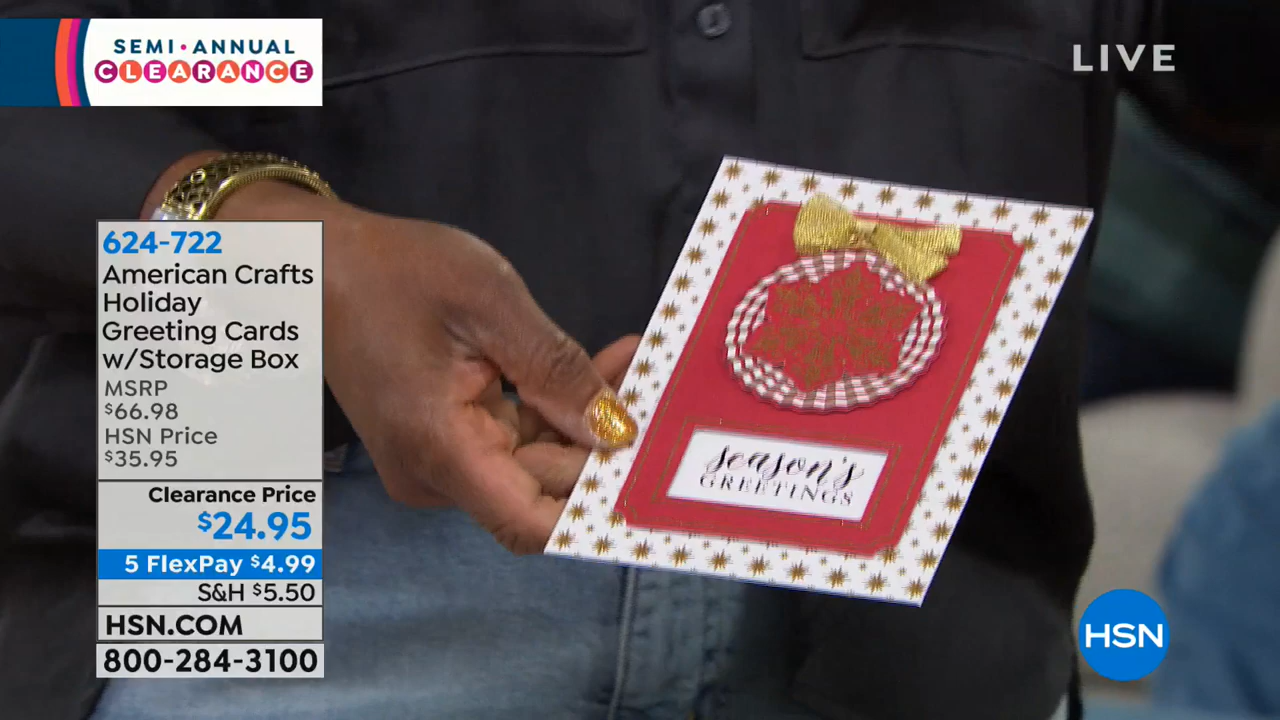 SEMI•ANNUAL
CLEARANCE
LIVE
624-722
American Crafts
Holiday
Greeting Cards
w/Storage Box
MSRP
$66.98
HSN Price
$35.95
Clearance Price
$24.95
5 FlexPay $4.99
S&H $5.50
HSN.COM
800-284-3100
season's
GREETINGS
HSN